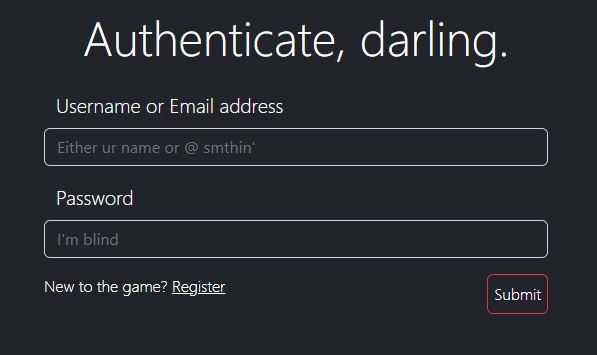 Authenticate, darling.
Username or Email address
Either ur name or @ smthin'
Password
I'm blind
New to the game? Register
Submit